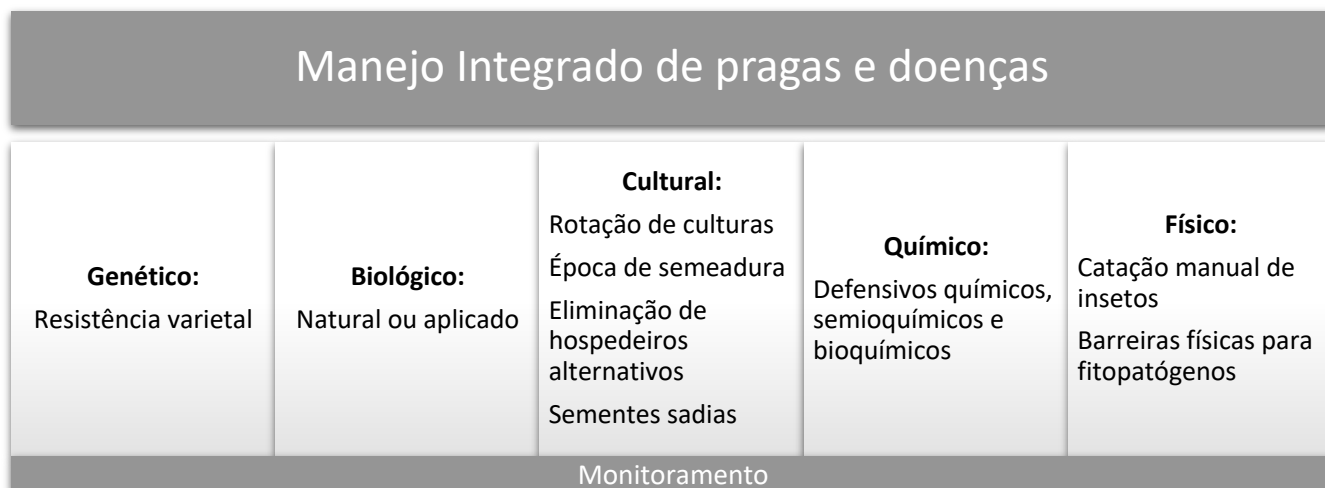 Manejo Integrado de pragas e doenças
Genético:
Resistência varietal
Biológico:
Natural ou aplicado
Cultural:
Rotação de culturas
Época de semeadura
Eliminação de
hospedeiros
alternativos
Sementes sadias
Químico:
Defensivos químicos,
semioquímicos e
bioquímicos
Físico:
Catação manual de
insetos
Barreiras físicas para
fitopatógenos
Monitoramento